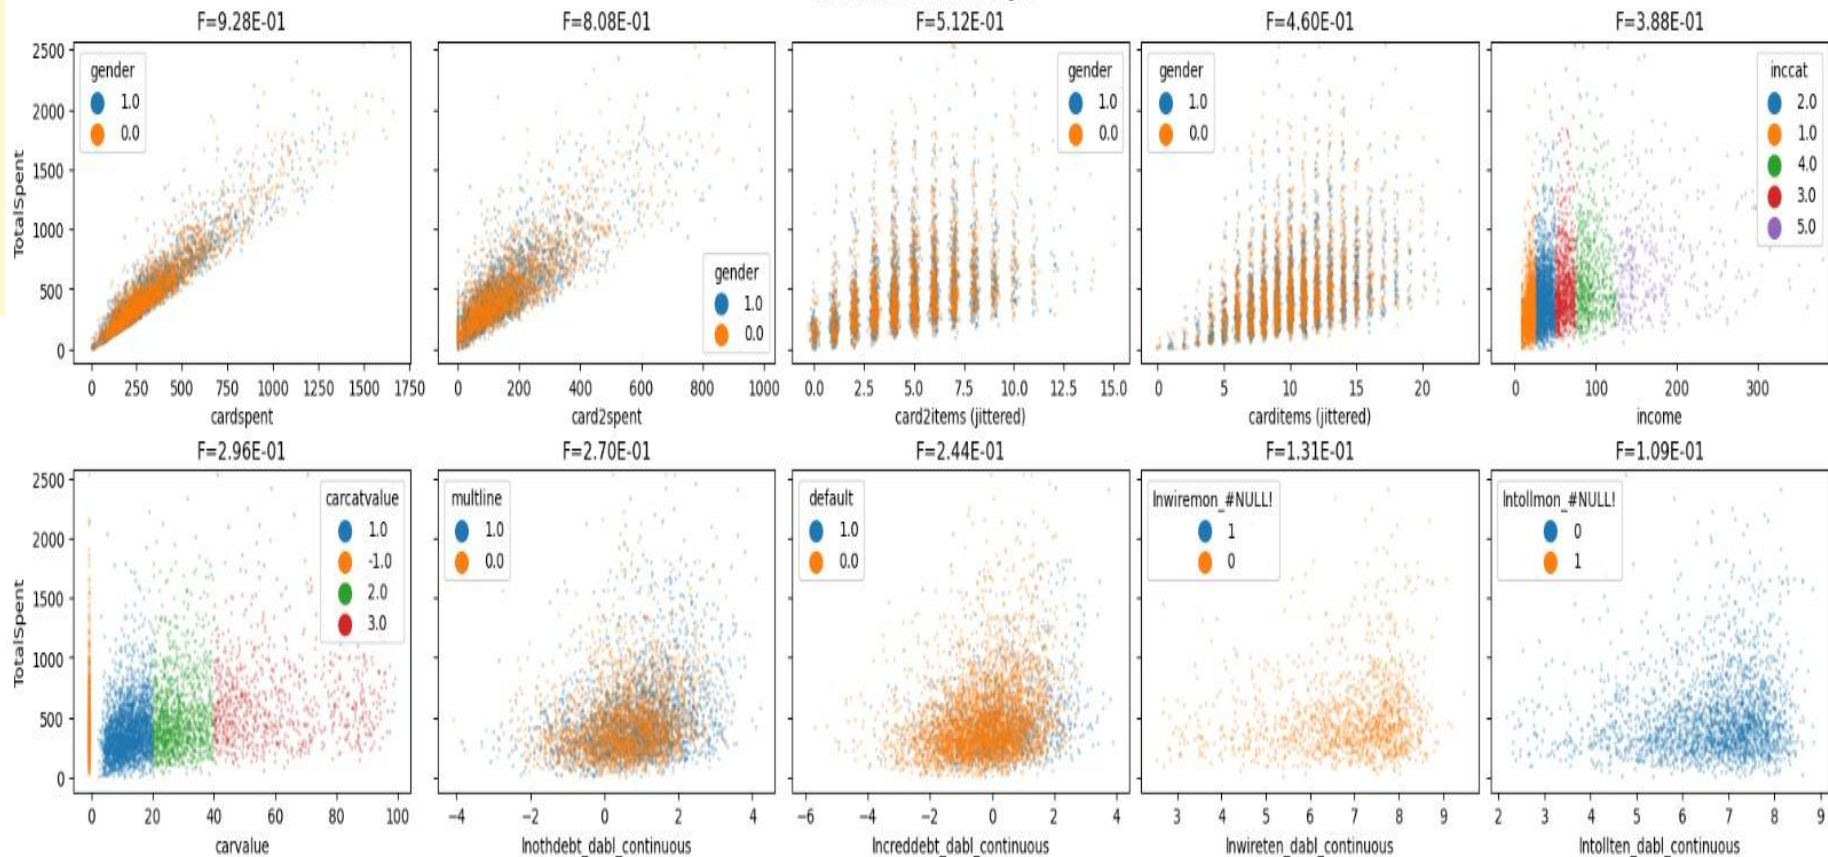 F=9.28E-01
2500
2000
1500
1000
500
0
TotalSpent
gender
1.0
0.0
0 250 500 750 1000 1250 1500 1750
cardspent
F=8.08E-01
gender
1.0
0.0
0 200 400 600 800 1000
card2spent
F=5.12E-01
gender
1.0
0.0
0.0 2.5 5.0 7.5 10.0 12.5 15.0
card2items (jittered)
F=4.60E-01
gender
1.0
0.0
0 5 10 15 20
carditems (jittered)
F=3.88E-01
inccat
2.0
1.0
4.0
3.0
5.0
0 100 200 300
income
F=2.96E-01
2500
2000
1500
1000
500
0
TotalSpent
carcatvalue
1.0
-1.0
2.0
3.0
0 20 40 60 80 100
carvalue
F=2.70E-01
multline
1.0
0.0
−4 −2 0 2 4
lnothdebt_dabl_continuous
F=2.44E-01
default
1.0
0.0
−6 −4 −2 0 2 4
lncreddebt_dabl_continuous
F=1.31E-01
lnwiremon_#NULL!
1
0
3 4 5 6 7 8 9
lnwireten_dabl_continuous
F=1.09E-01
lntollmon_#NULL!
0
1
2 3 4 5 6 7 8 9
lntollten_dabl_continuous